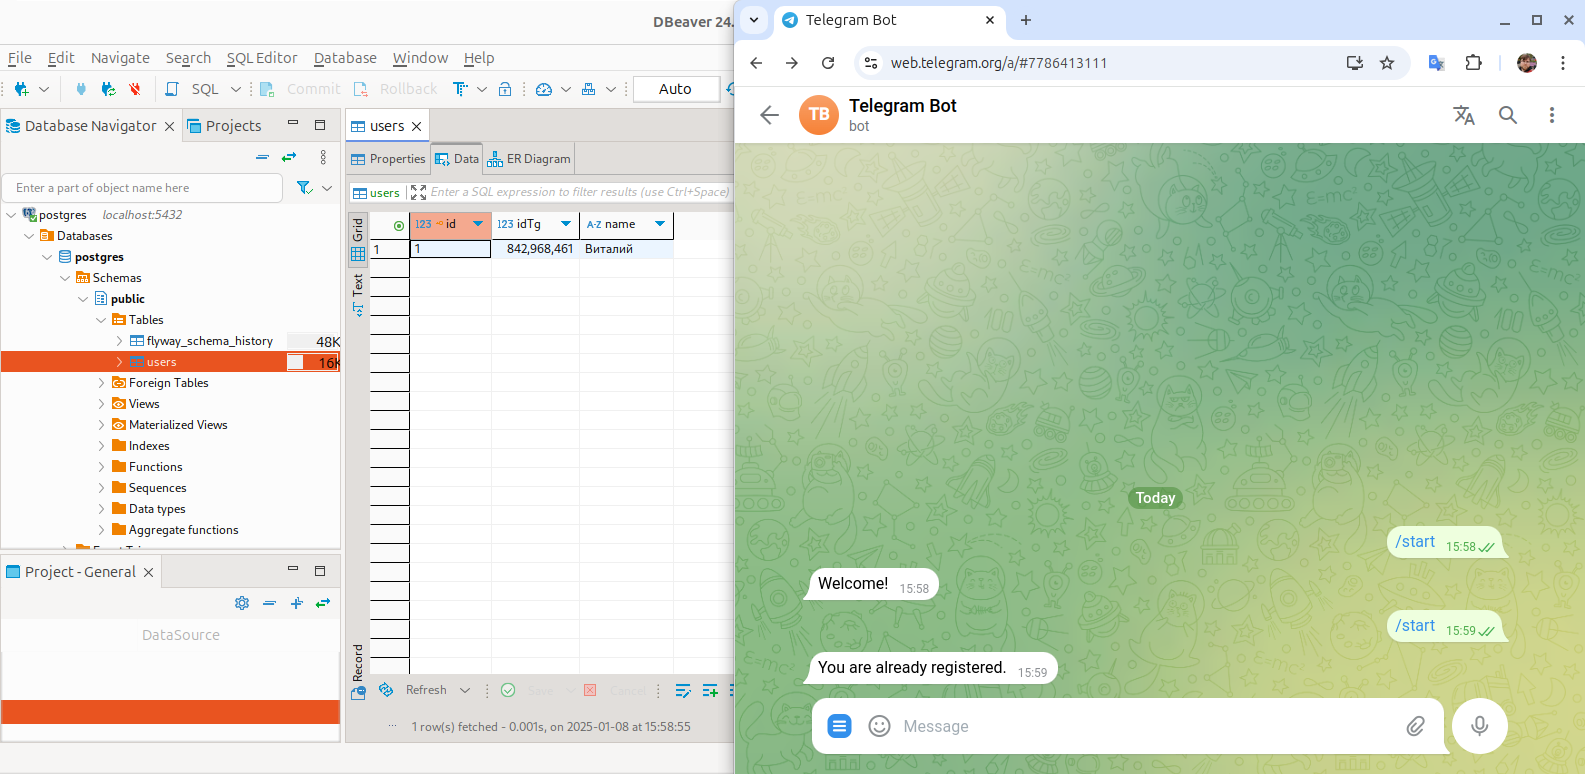 DBeaver 24.
File Edit Navigate Search SQL Editor Database Window Help
SQL Commit Rollback Auto
Database Navigator Projects
Enter a part of object name here
postgres localhost:5432
Databases
postgres
Schemas
public
Tables
flyway_schema_history 48K
users 16K
Foreign Tables
Views
Materialized Views
Indexes
Functions
Sequences
Data types
Aggregate functions
Project - General
DataSource
users
Properties Data ER Diagram
users Enter a SQL expression to filter results (use Ctrl+Space)
Grid
Text
Record
123 id 123 idTg A-Z name
1 1 842,968,461 Виталий
Refresh Save Cancel
1 row(s) fetched - 0.001s, on 2025-01-08 at 15:58:55
Telegram Bot
web.telegram.org/a/#7786413111
TB
Telegram Bot
bot
Today
/start 15:58
Welcome! 15:58
/start 15:59
You are already registered. 15:59
Message